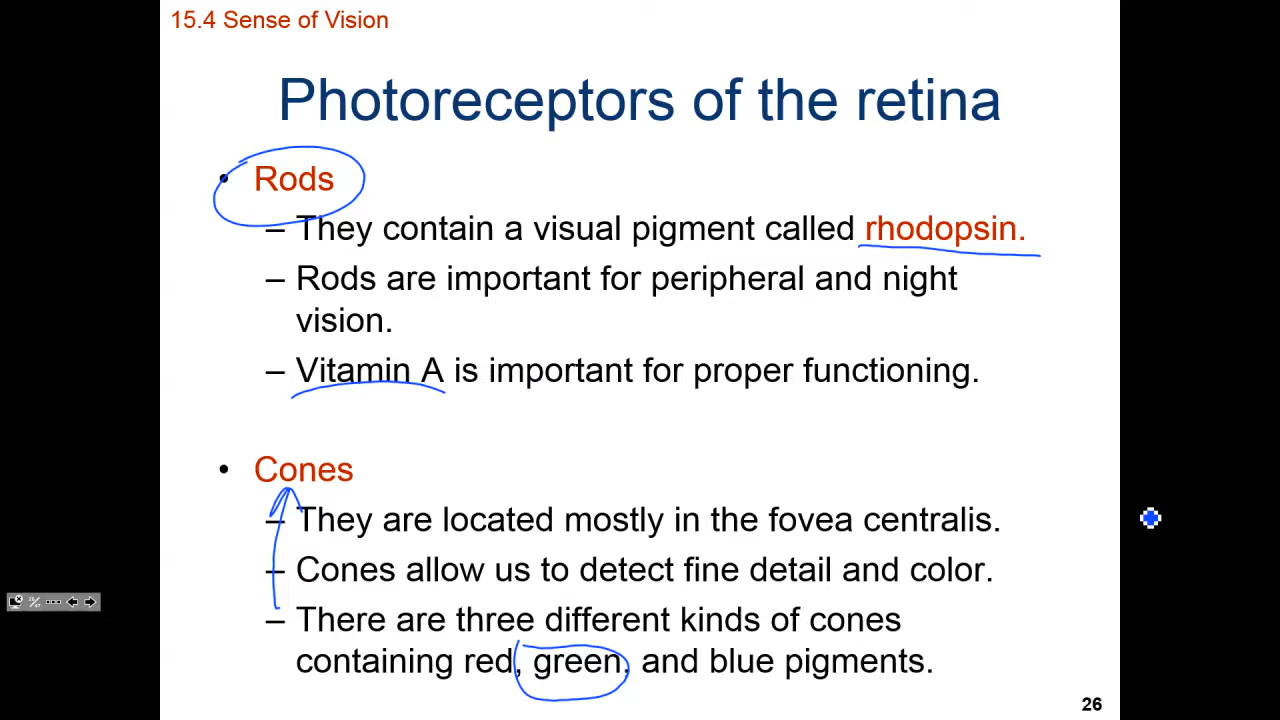 15.4 Sense of Vision
Photoreceptors of the retina
• Rods
– They contain a visual pigment called rhodopsin.
– Rods are important for peripheral and night
vision.
– Vitamin A is important for proper functioning.
• Cones
– They are located mostly in the fovea centralis.
– Cones allow us to detect fine detail and color.
– There are three different kinds of cones
containing red, green, and blue pigments.
26